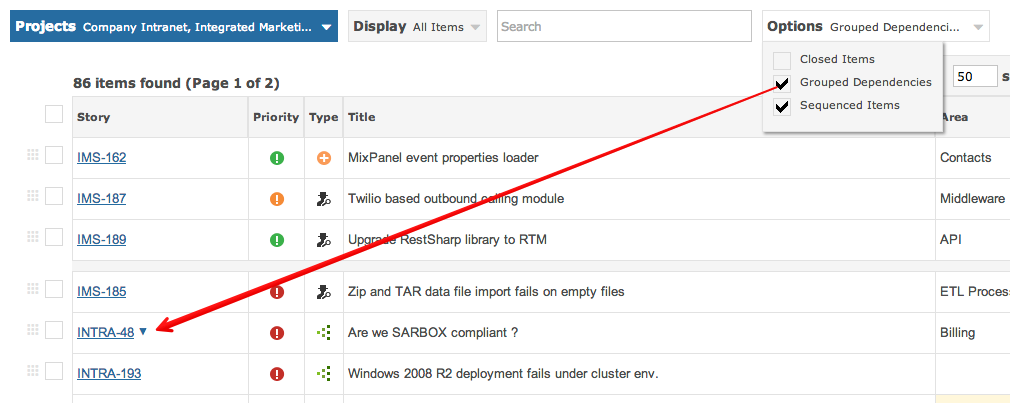 Projects Company Intranet, Integrated Marketi... Display All Items Search Options Grouped Dependenci...
Closed Items
Grouped Dependencies
Sequenced Items
86 items found (Page 1 of 2) 50 s
Story Priority Type Title Area
IMS-162 MixPanel event properties loader Contacts
IMS-187 Twilio based outbound calling module Middleware
IMS-189 Upgrade RestSharp library to RTM API
IMS-185 Zip and TAR data file import fails on empty files ETL Proces
INTRA-48 Are we SARBOX compliant ? Billing
INTRA-193 Windows 2008 R2 deployment fails under cluster env.